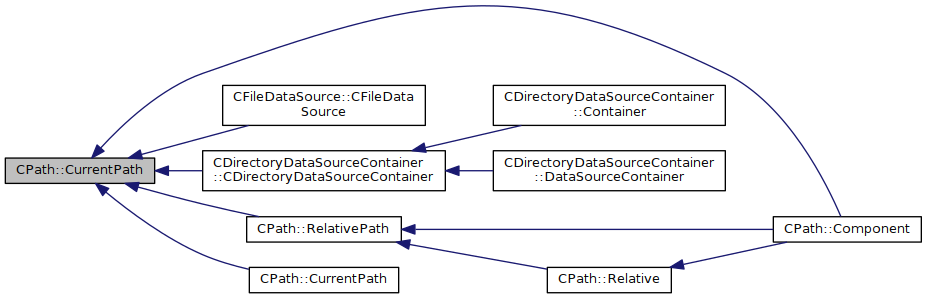 CFileDataSource::CFileData
Source
CDirectoryDataSourceContainer
::Container
CPath::CurrentPath
CDirectoryDataSourceContainer
::CDirectoryDataSourceContainer
CDirectoryDataSourceContainer
::DataSourceContainer
CPath::RelativePath
CPath::Component
CPath::CurrentPath
CPath::Relative